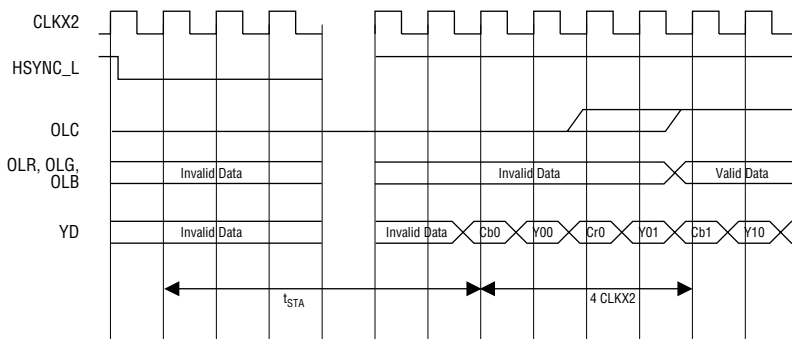 CLKX2
HSYNC_L
OLC
OLR, OLG,
OLB
Invalid Data
Invalid Data
Valid Data
YD
Invalid Data
Invalid Data
Cb0
Y00
Cr0
Y01
Cb1
Y10
tSTA
4 CLKX2